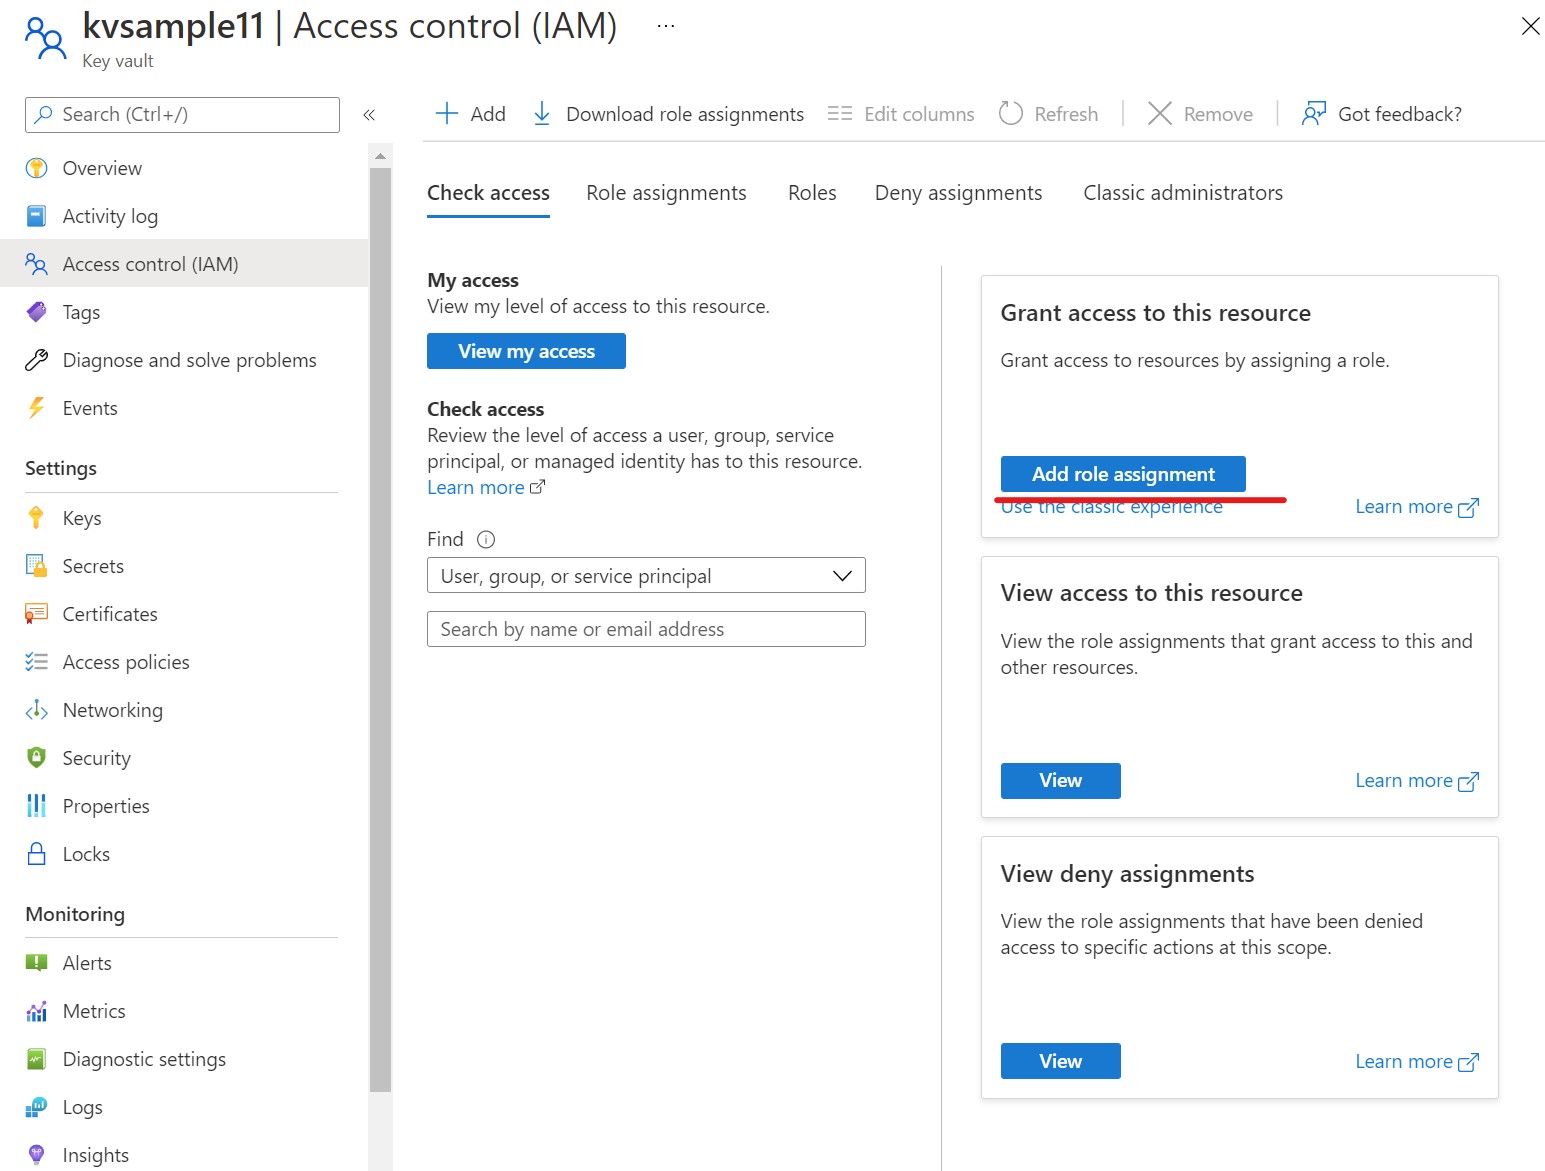 kvsample11 | Access control (IAM) ...
Key vault
Search (Ctrl+/)
«
Add
Download role assignments
Edit columns
Refresh
Remove
Got feedback?
Overview
Activity log
Access control (IAM)
Tags
Diagnose and solve problems
Events
Settings
Keys
Secrets
Certificates
Access policies
Networking
Security
Properties
Locks
Monitoring
Alerts
Metrics
Diagnostic settings
Logs
Insights
Check access
Role assignments
Roles
Deny assignments
Classic administrators
My access
View my level of access to this resource.
View my access
Check access
Review the level of access a user, group, service
principal, or managed identity has to this resource.
Learn more
Find
User, group, or service principal
Search by name or email address
Grant access to this resource
Grant access to resources by assigning a role.
Add role assignment
Use the classic experience
Learn more
View access to this resource
View the role assignments that grant access to this and
other resources.
View
Learn more
View deny assignments
View the role assignments that have been denied
access to specific actions at this scope.
View
Learn more